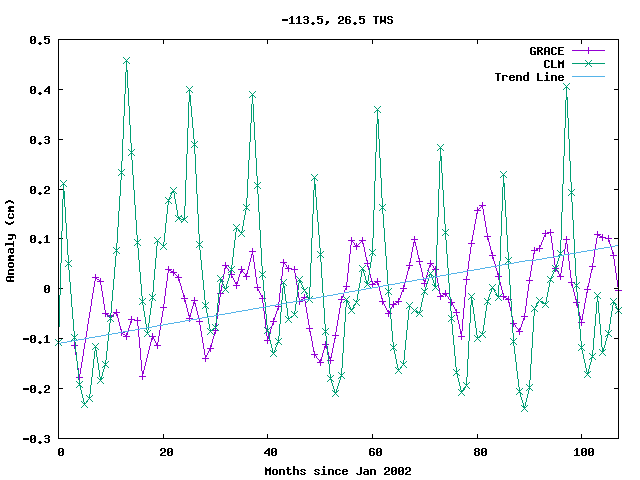 -113.5, 26.5 TWS
GRACE
CLM
Trend Line
0.5
0.4
0.3
0.2
0.1
0
-0.1
-0.2
-0.3
Anomaly (cm)
0 20 40 60 80 100
Months since Jan 2002